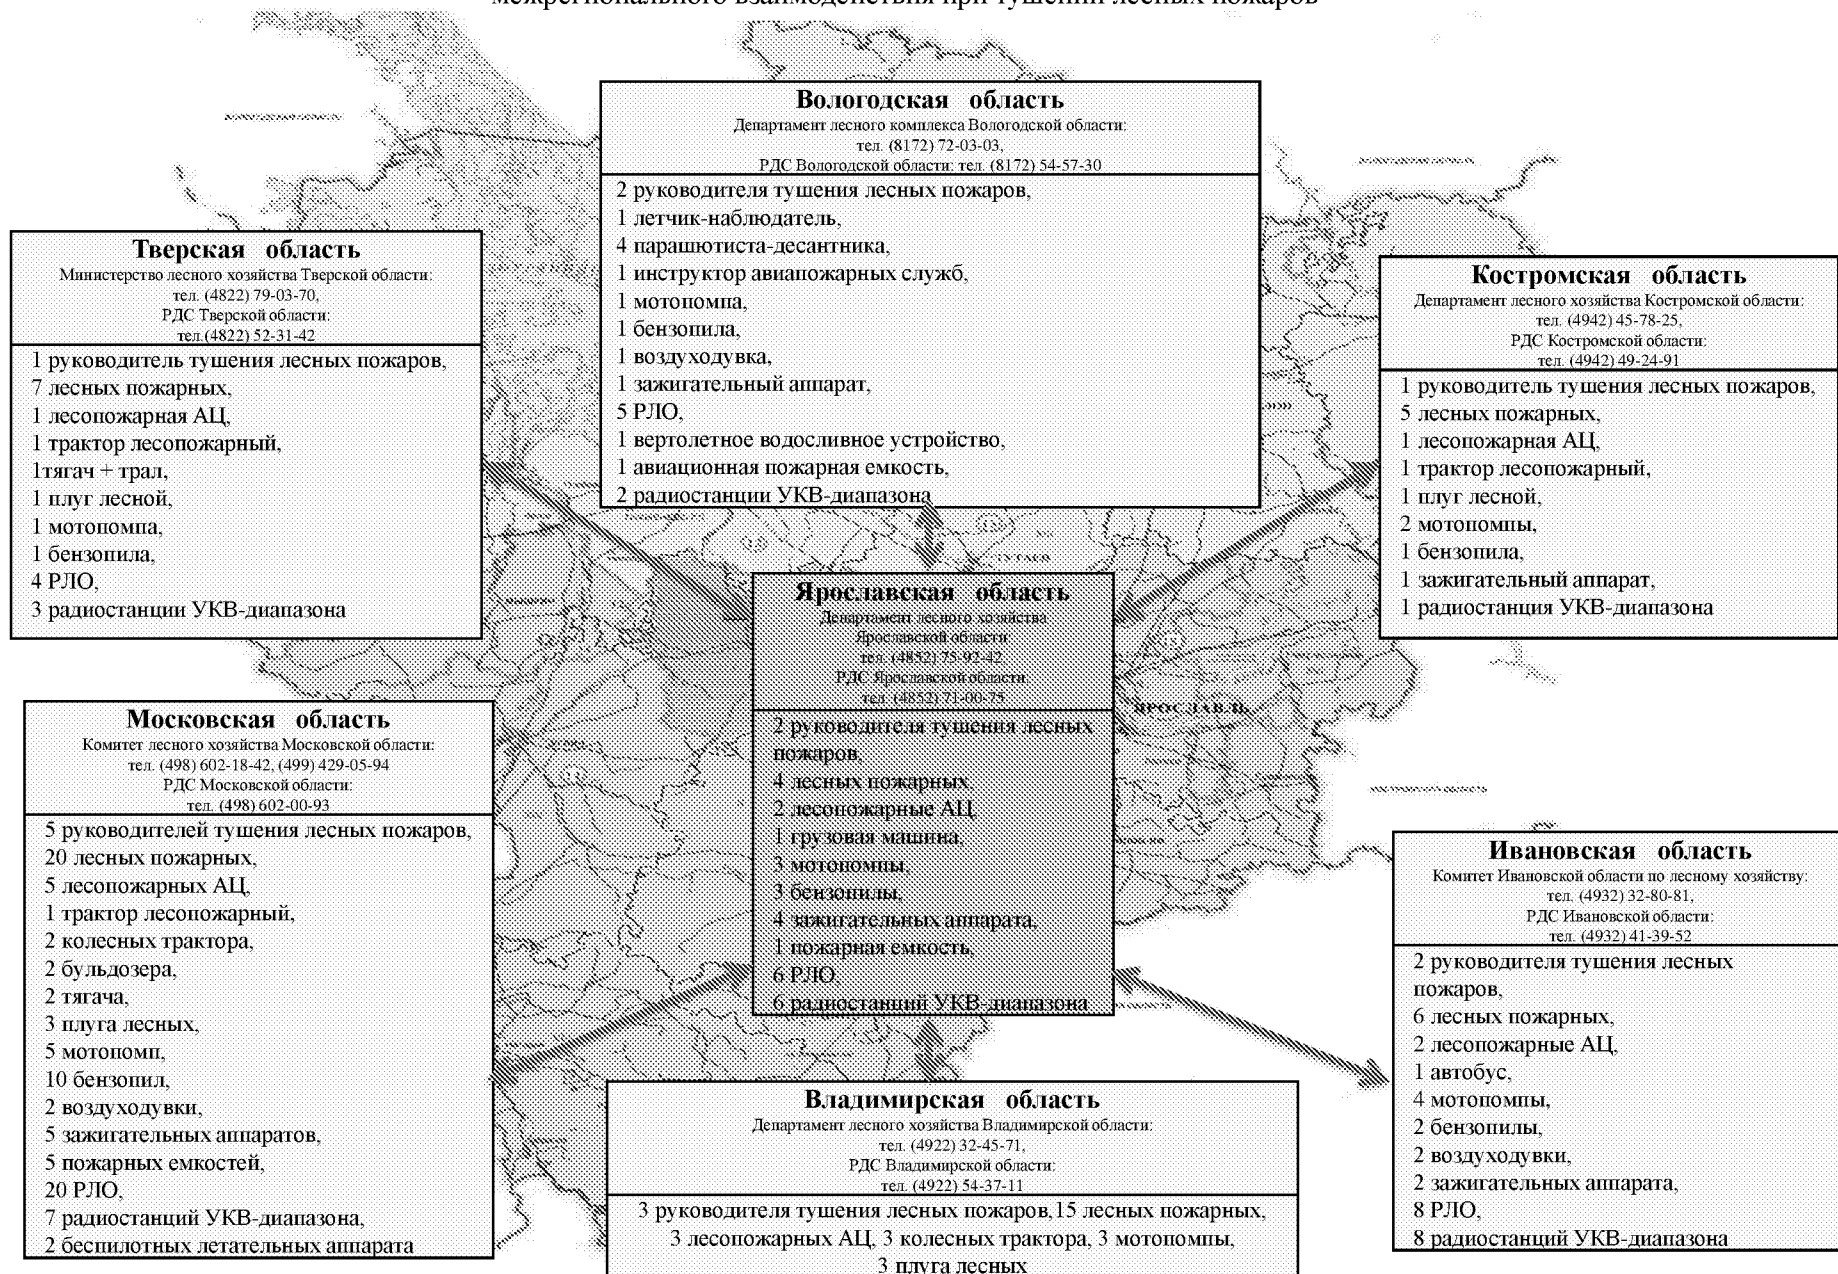 межрегионального взаимодействия при тушении лесных пожаров
Вологодская область
Департамент лесного комплекса Вологодской области:
тел. (8172) 72-03-03,
РДС Вологодской области: тел. (8172) 54-57-30
2 руководителя тушения лесных пожаров,
1 летчик-наблюдатель,
4 парашютиста-десантника,
1 инструктор авиапожарных служб,
1 мотопомпа,
1 бензопила,
1 воздуходувка,
1 зажигательный аппарат,
5 РЛО,
1 вертолетное водосливное устройство,
1 авиационная пожарная емкость,
2 радиостанции УКВ-диапазона
Тверская область
Министерство лесного хозяйства Тверской области:
тел. (4822) 79-03-70,
РДС Тверской области:
тел.(4822) 52-31-42
1 руководитель тушения лесных пожаров,
7 лесных пожарных,
1 лесопожарная АЦ,
1 трактор лесопожарный,
1тягач + трал,
1 плуг лесной,
1 мотопомпа,
1 бензопила,
4 РЛО,
3 радиостанции УКВ-диапазона
Костромская область
Департамент лесного хозяйства Костромской области:
тел. (4942) 45-78-25,
РДС Костромской области:
тел. (4942) 49-24-91
1 руководитель тушения лесных пожаров,
5 лесных пожарных,
1 лесопожарная АЦ,
1 трактор лесопожарный,
1 плуг лесной,
2 мотопомпы,
1 бензопила,
1 зажигательный аппарат,
1 радиостанция УКВ-диапазона
Ярославская область
Департамент лесного хозяйства
Ярославской области:
тел. (4852) 75-92-42,
РДС Ярославской области:
тел. (4852) 71-00-75
2 руководителя тушения лесных
пожаров,
4 лесных пожарных,
2 лесопожарные АЦ,
1 грузовая машина,
3 мотопомпы,
3 бензопилы,
4 зажигательных аппарата,
1 пожарная емкость,
6 РЛО,
6 радиостанций УКВ-диапазона
ЯРОСЛАВЛЬ
Московская область
Комитет лесного хозяйства Московской области:
тел. (498) 602-18-42, (499) 429-05-94
РДС Московской области:
тел. (498) 602-00-93
5 руководителей тушения лесных пожаров,
20 лесных пожарных,
5 лесопожарных АЦ,
1 трактор лесопожарный,
2 колесных трактора,
2 бульдозера,
2 тягача,
3 плуга лесных,
5 мотопомп,
10 бензопил,
2 воздуходувки,
5 зажигательных аппаратов,
5 пожарных емкостей,
20 РЛО,
7 радиостанций УКВ-диапазона,
2 беспилотных летательных аппарата
Ивановская область
Комитет Ивановской области по лесному хозяйству:
тел. (4932) 32-80-81,
РДС Ивановской области:
тел. (4932) 41-39-52
2 руководителя тушения лесных
пожаров,
6 лесных пожарных,
2 лесопожарные АЦ,
1 автобус,
4 мотопомпы,
2 бензопилы,
2 воздуходувки,
2 зажигательных аппарата,
8 РЛО,
8 радиостанций УКВ-диапазона
Владимирская область
Департамент лесного хозяйства Владимирской области:
тел. (4922) 32-45-71,
РДС Владимирской области:
тел. (4922) 54-37-11
3 руководителя тушения лесных пожаров,15 лесных пожарных,
3 лесопожарных АЦ, 3 колесных трактора, 3 мотопомпы,
3 плуга лесных